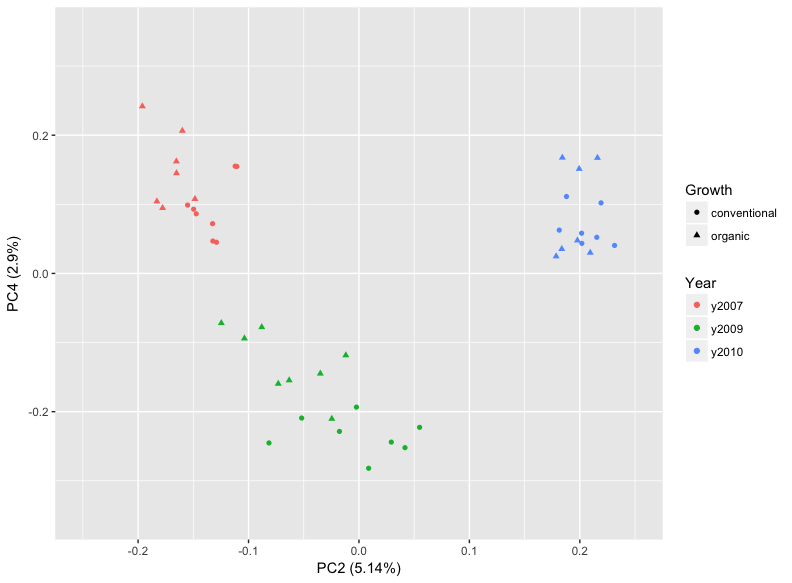 0.2
0.0
-0.2
PC4 (2.9%)
-0.2
-0.1
0.0
0.1
0.2
PC2 (5.14%)
Growth
conventional
organic
Year
y2007
y2009
y2010